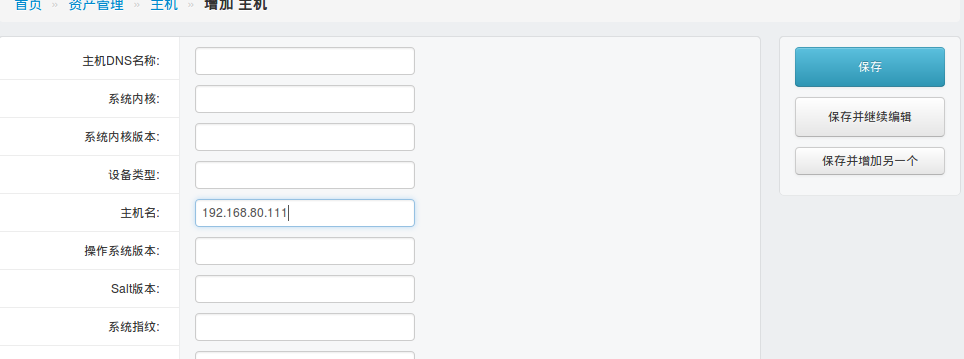 首页 » 资产管理 » 主机 » 增加 主机
主机DNS名称:
保存
系统内核:
保存并继续编辑
系统内核版本:
保存并增加另一个
设备类型:
主机名: 192.168.80.111
操作系统版本:
Salt版本:
系统指纹: